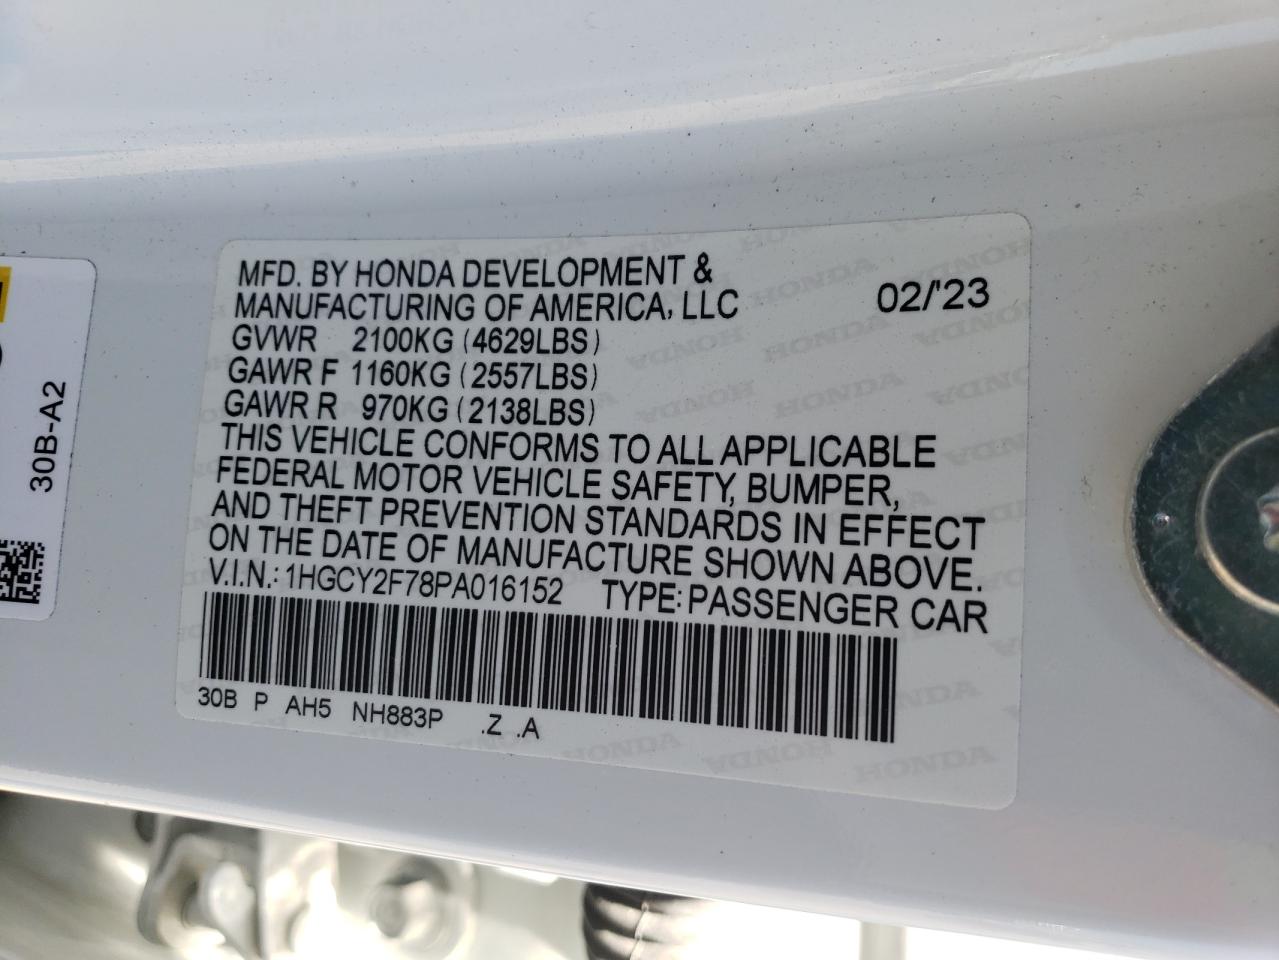 MFD. BY HONDA DEVELOPMENT &
MANUFACTURING OF AMERICA, LLC 02/'23
GVWR 2100KG (4629LBS)
GAWR F 1160KG (2557LBS)
GAWR R 970KG (2138LBS)
THIS VEHICLE CONFORMS TO ALL APPLICABLE
FEDERAL MOTOR VEHICLE SAFETY, BUMPER,
AND THEFT PREVENTION STANDARDS IN EFFECT
ON THE DATE OF MANUFACTURE SHOWN ABOVE.
V.I.N.: 1HGCY2F78PA016152 TYPE: PASSENGER CAR
30B P AH5 NH883P .Z .A
30B-A2